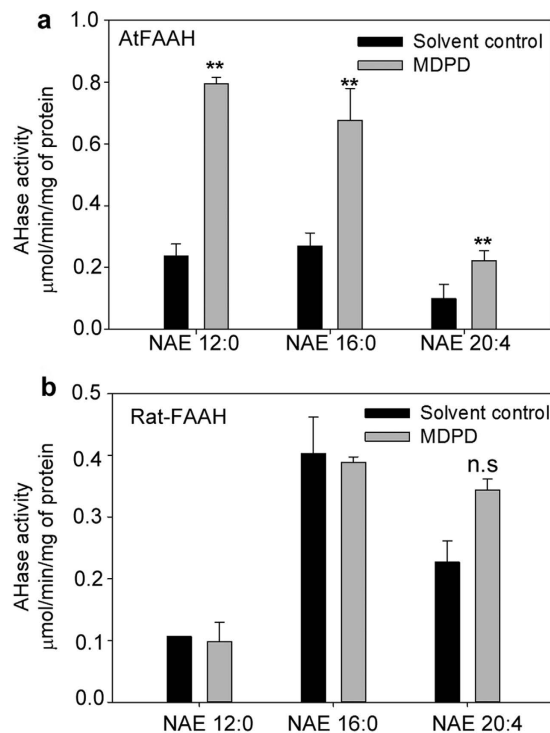 a
AtFAAH
Solvent control
MDPD
AHase activity
μmol/min/mg of protein
1.0
0.8
0.6
0.4
0.2
0.0
**
**
**
NAE 12:0 NAE 16:0 NAE 20:4
b
Rat-FAAH
Solvent control
MDPD
AHase activity
μmol/min/mg of protein
0.5
0.4
0.3
0.2
0.1
0.0
n.s
NAE 12:0 NAE 16:0 NAE 20:4